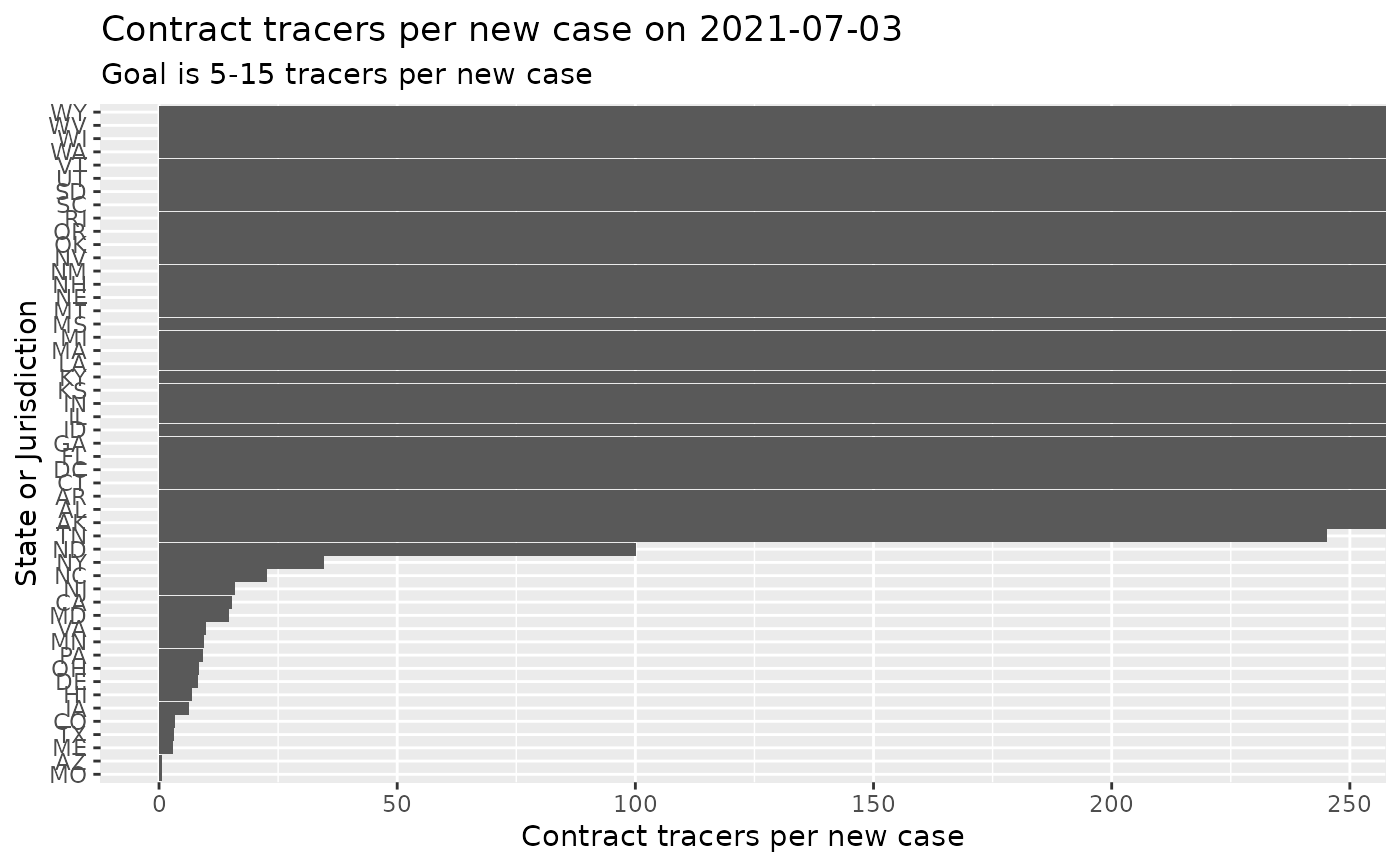 Contract tracers per new case on 2021-07-03
Goal is 5-15 tracers per new case
State or Jurisdiction
WY
WV
WI
WA
VT
UT
SD
SC
RI
OR
OK
NV
NM
NH
NE
MT
MS
MI
MA
LA
KY
KS
IN
IL
ID
GA
FL
DC
CT
AR
AL
AK
TN
ND
NY
NC
NJ
CA
MD
VA
MN
PA
OH
DE
HI
IA
CO
TX
ME
AZ
MO
0 50 100 150 200 250
Contract tracers per new case